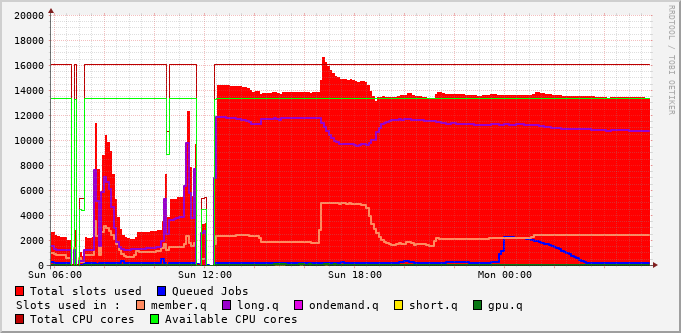 20000
18000
16000
14000
12000
10000
8000
6000
4000
2000
0
Sun 06:00 Sun 12:00 Sun 18:00 Mon 00:00
RRDTOOL / TOBI OETIKER
Total slots used Queued Jobs
Slots used in : member.q long.q ondemand.q short.q gpu.q
Total CPU cores Available CPU cores